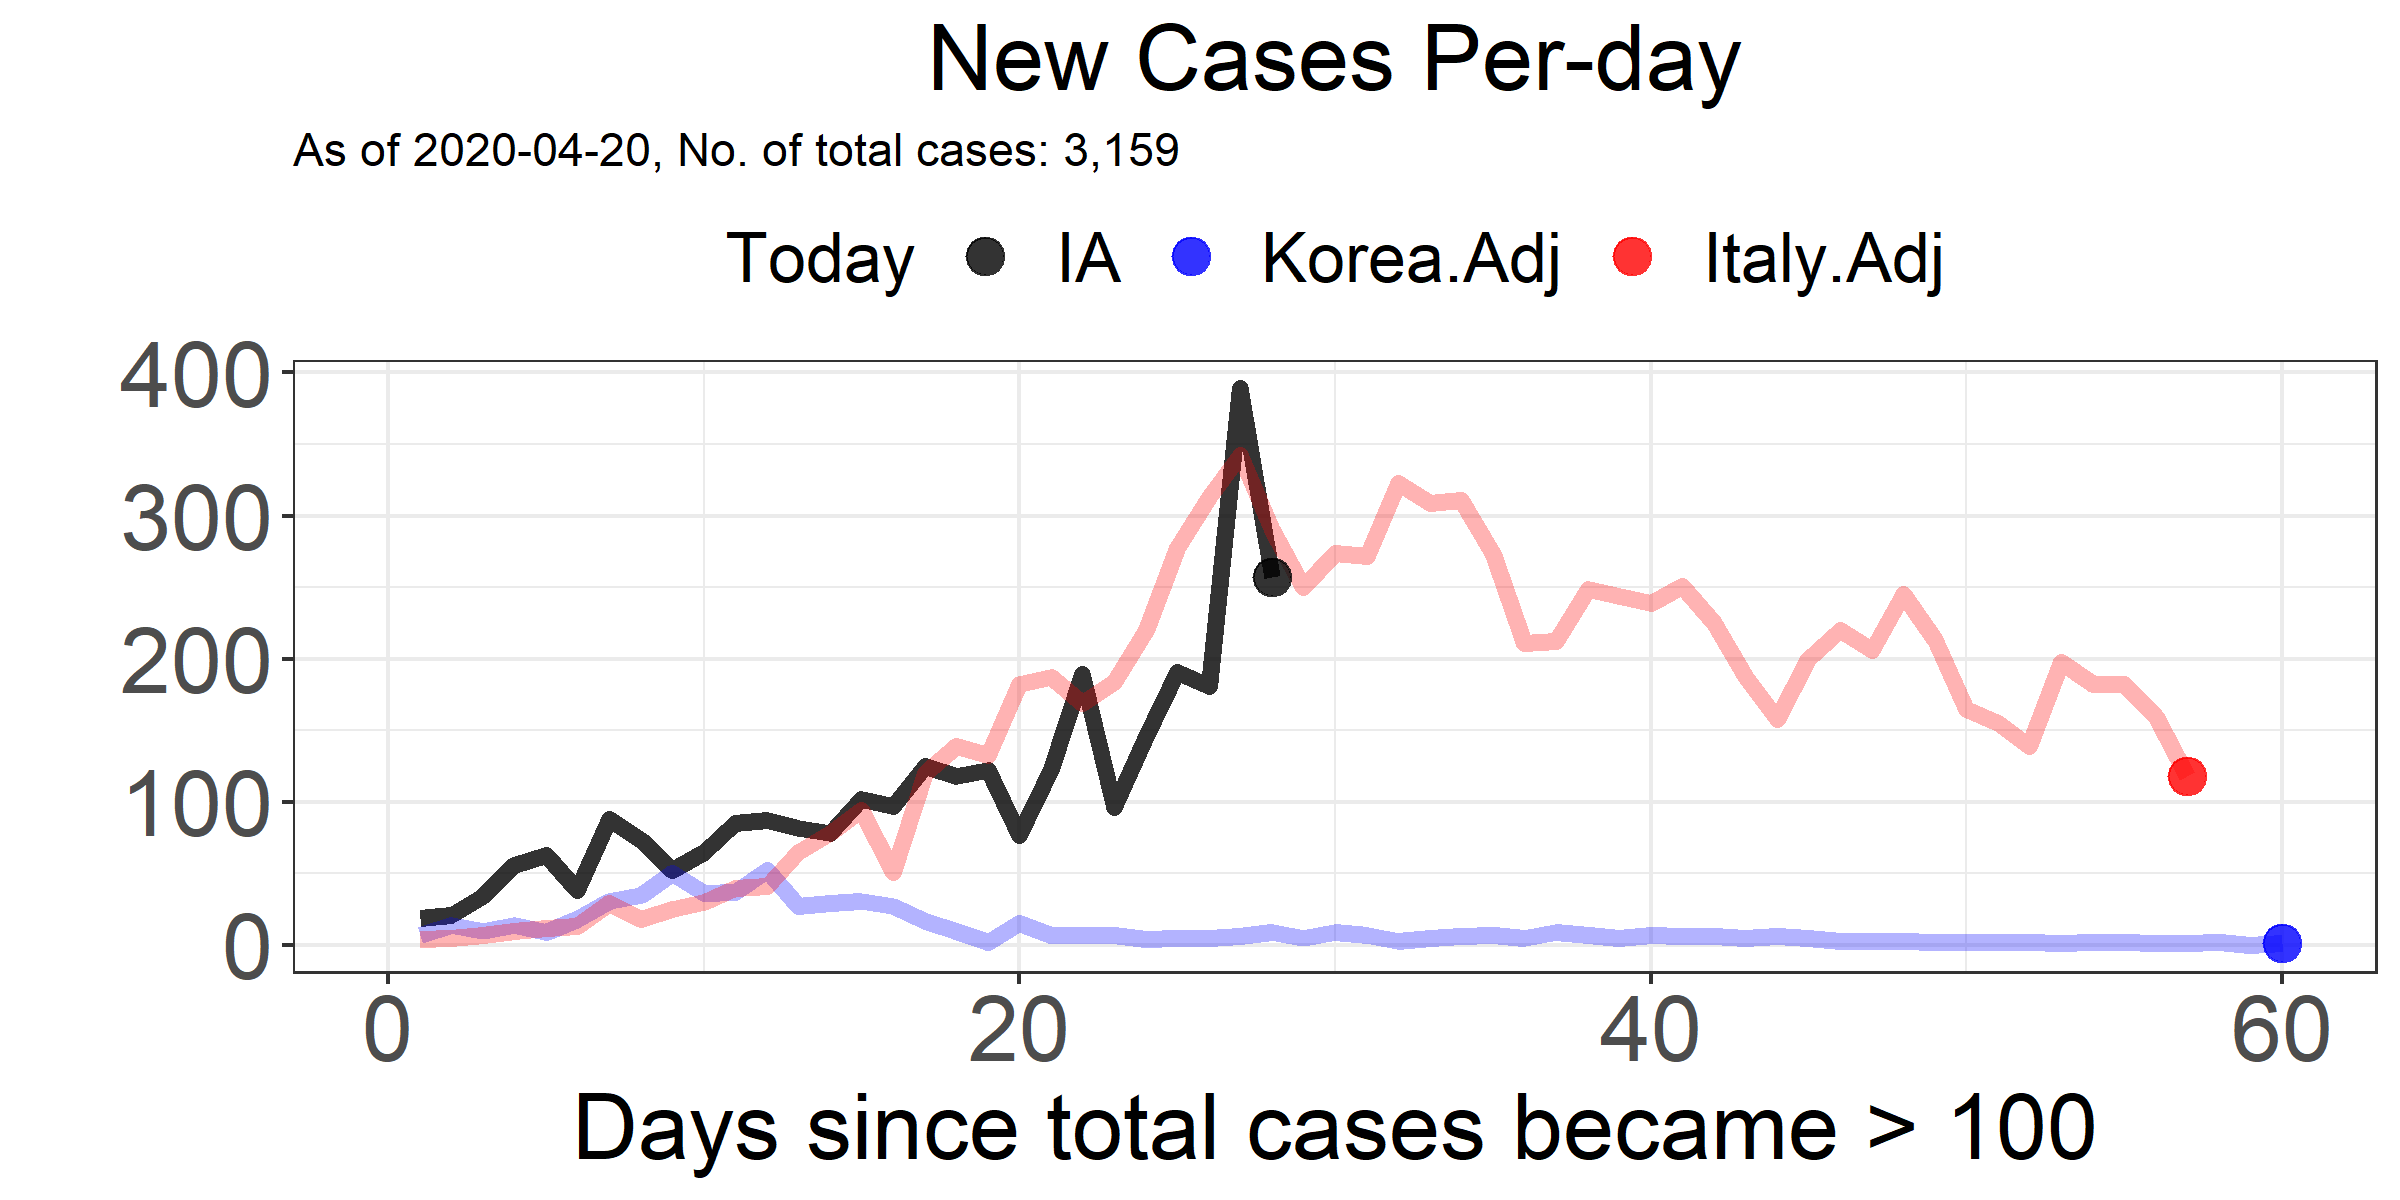 New Cases Per-day
As of 2020-04-20, No. of total cases: 3,159
Today IA Korea.Adj Italy.Adj
400
300
200
100
0
0 20 40 60
Days since total cases became > 100